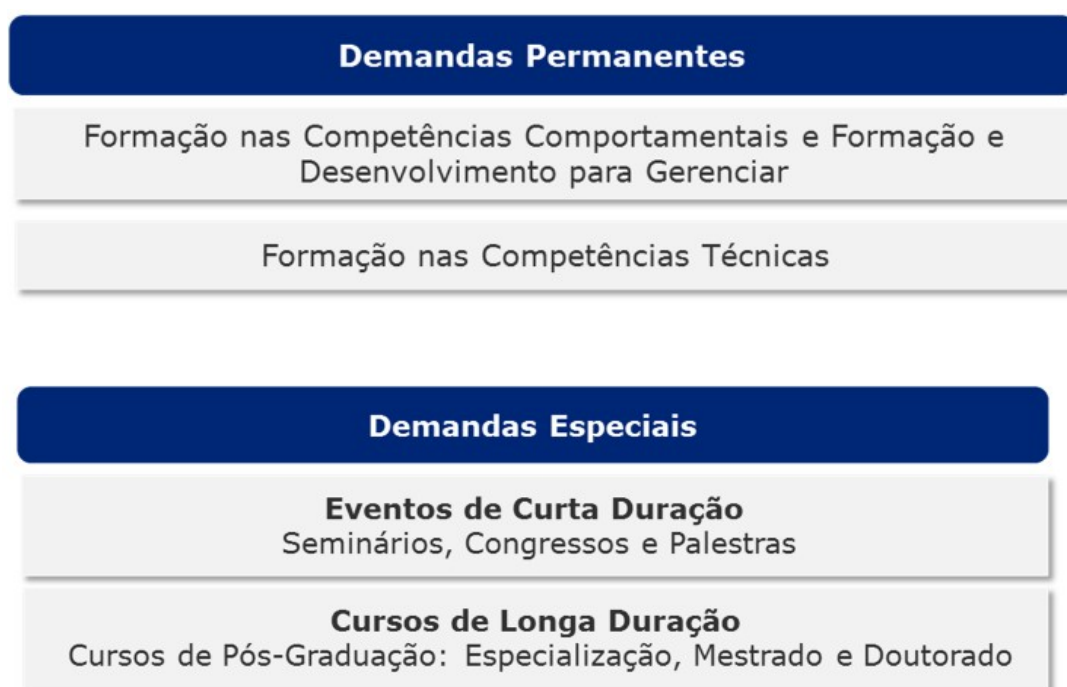 Demandas Permanentes
Formação nas Competências Comportamentais e Formação e
Desenvolvimento para Gerenciar
Formação nas Competências Técnicas
Demandas Especiais
Eventos de Curta Duração
Seminários, Congressos e Palestras
Cursos de Longa Duração
Cursos de Pós-Graduação: Especialização, Mestrado e Doutorado